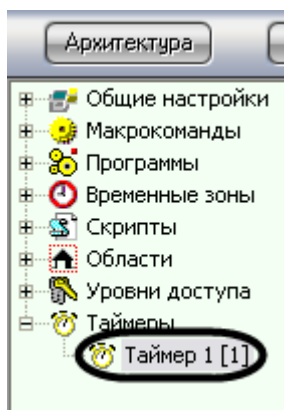 Архитектура
Общие настройки
Макрокоманды
Программы
Временные зоны
Скрипты
Области
Уровни доступа
Таймеры
Таймер 1 [1]